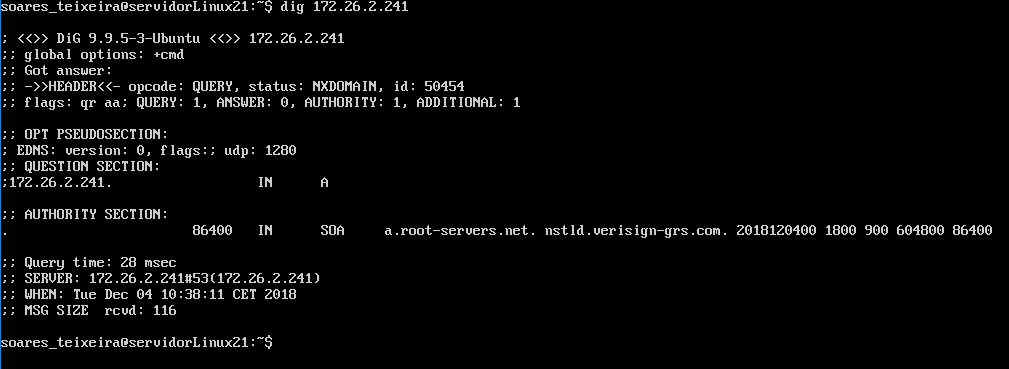 soares_teixeira@servidorLinux21:~$ dig 172.26.2.241
; <<>> DiG 9.9.5-3-Ubuntu <<>> 172.26.2.241
;; global options: +cmd
;; Got answer:
;; ->>HEADER<<- opcode: QUERY, status: NXDOMAIN, id: 50454
;; flags: qr aa; QUERY: 1, ANSWER: 0, AUTHORITY: 1, ADDITIONAL: 1
;; OPT PSEUDOSECTION:
; EDNS: version: 0, flags:; udp: 1280
;; QUESTION SECTION:
;172.26.2.241. IN A
;; AUTHORITY SECTION:
. 86400 IN SOA a.root-servers.net. nstld.verisign-grs.com. 2018120400 1800 900 604800 86400
;; Query time: 28 msec
;; SERVER: 172.26.2.241#53(172.26.2.241)
;; WHEN: Tue Dec 04 10:38:11 CET 2018
;; MSG SIZE rcvd: 116
soares_teixeira@servidorLinux21:~$